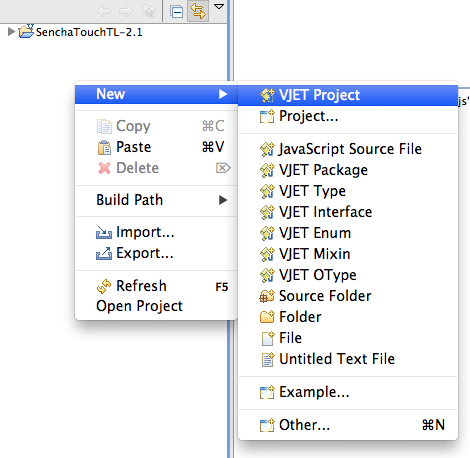 SenchaTouchTL-2.1
New
Copy ⌘C
Paste ⌘V
Delete ⌦
Build Path
Import...
Export...
Refresh F5
Open Project
VJET Project
Project...
JavaScript Source File
VJET Package
VJET Type
VJET Interface
VJET Enum
VJET Mixin
VJET OType
Source Folder
Folder
File
Untitled Text File
Example...
Other... ⌘N
js'